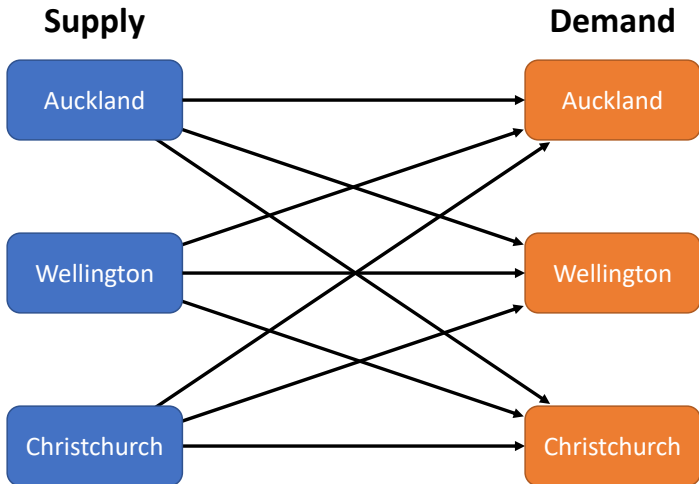 Supply
Demand
Auckland
Auckland
Wellington
Wellington
Christchurch
Christchurch